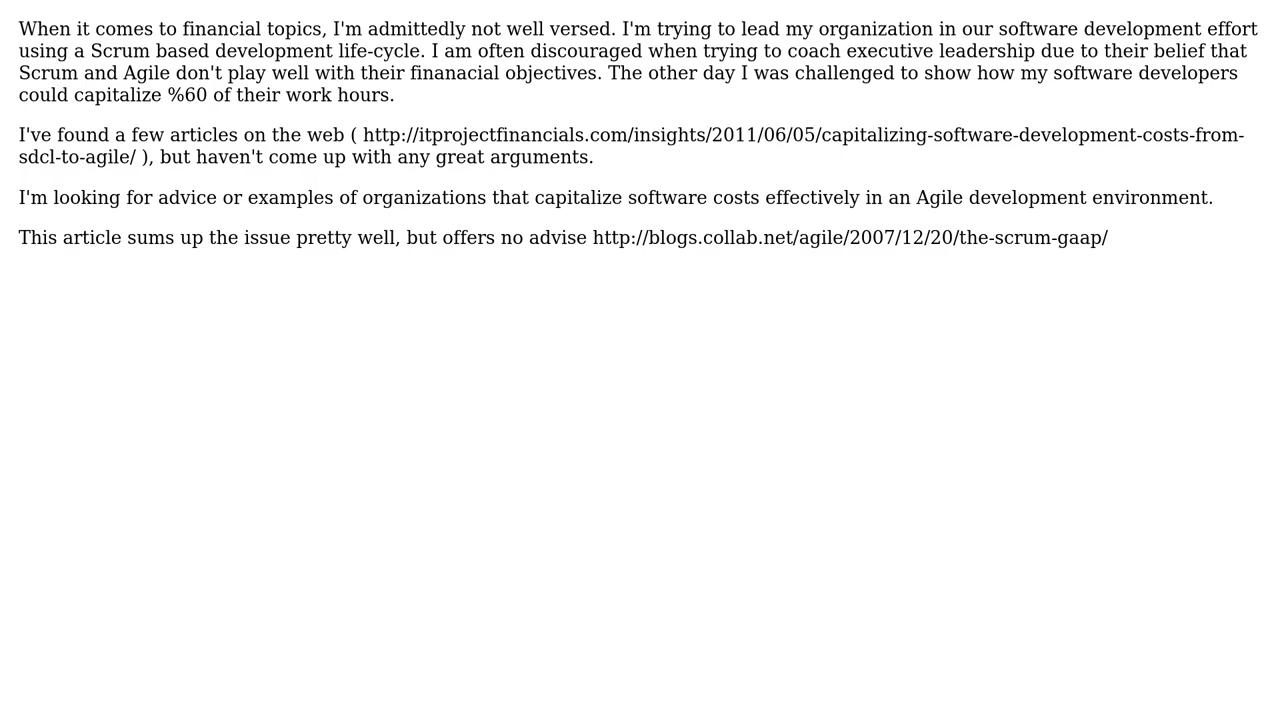 When it comes to financial topics, I'm admittedly not well versed. I'm trying to lead my organization in our software development effort
using a Scrum based development life-cycle. I am often discouraged when trying to coach executive leadership due to their belief that
Scrum and Agile don't play well with their finanacial objectives. The other day I was challenged to show how my software developers
could capitalize %60 of their work hours.
I've found a few articles on the web ( http://itprojectfinancials.com/insights/2011/06/05/capitalizing-software-development-costs-from-
sdcl-to-agile/ ), but haven't come up with any great arguments.
I'm looking for advice or examples of organizations that capitalize software costs effectively in an Agile development environment.
This article sums up the issue pretty well, but offers no advise http://blogs.collab.net/agile/2007/12/20/the-scrum-gaap/